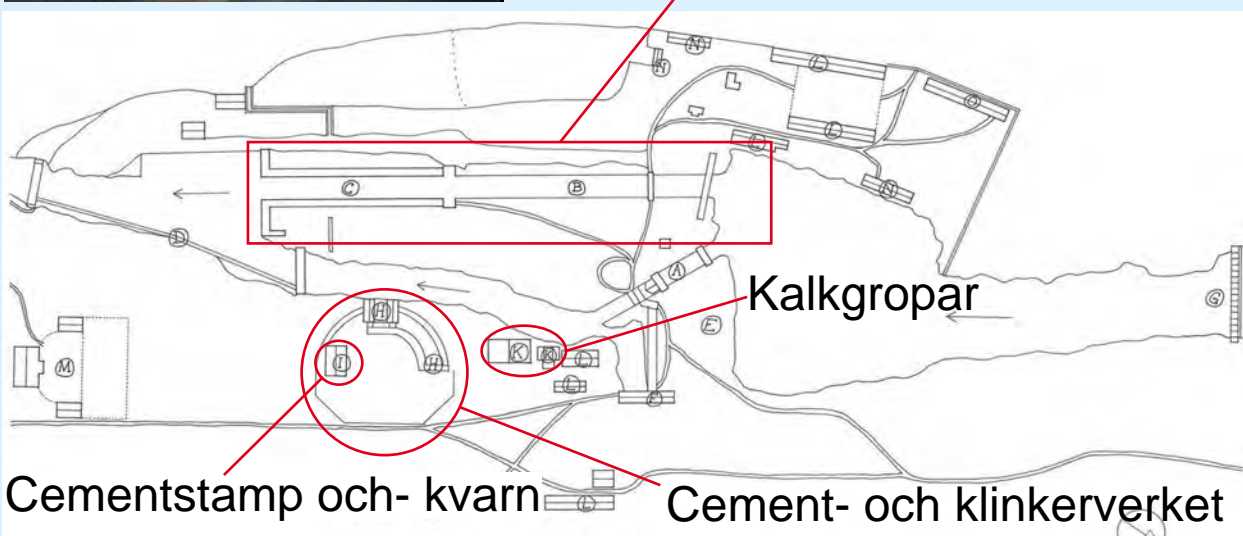 N
N
L
O
L
L
N
C
B
D
A
G
Kalkgropar
E
H
M
I
H
K
K
L
L
F
Cementstamp och- kvarn
L
Cement- och klinkerverket